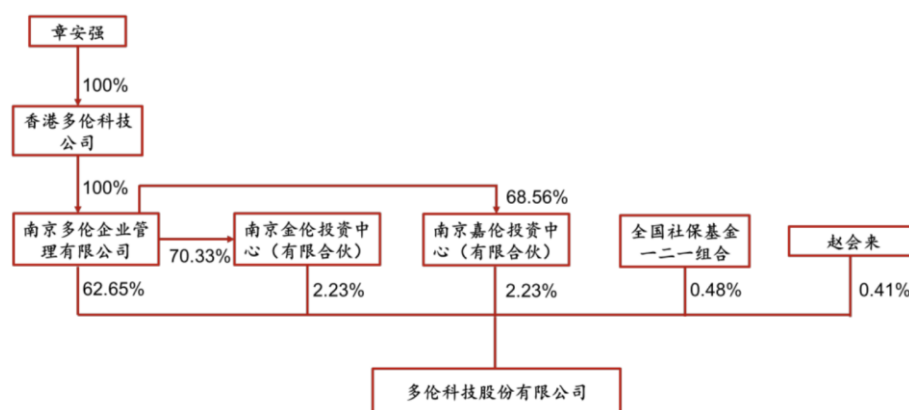 章安强
100%
香港多伦科技
公司
100%
68.56%
南京多伦企业管
理有限公司
70.33%
南京金伦投资中
心（有限合伙）
南京嘉伦投资中
心（有限合伙）
全国社保基金
一二一组合
赵会来
62.65%
2.23%
2.23%
0.48%
0.41%
多伦科技股份有限公司